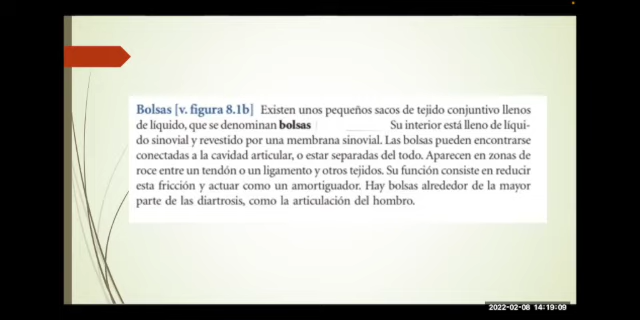 Bolsas [v. figura 8.1b] Existen unos pequeños sacos de tejido conjuntivo llenos
de líquido, que se denominan bolsas Su interior está lleno de líqui-
do sinovial y revestido por una membrana sinovial. Las bolsas pueden encontrarse
conectadas a la cavidad articular, o estar separadas del todo. Aparecen en zonas de
roce entre un tendón o un ligamento y otros tejidos. Su función consiste en reducir
esta fricción y actuar como un amortiguador. Hay bolsas alrededor de la mayor
parte de las diartrosis, como la articulación del hombro.
2022-02-08 14:19:09